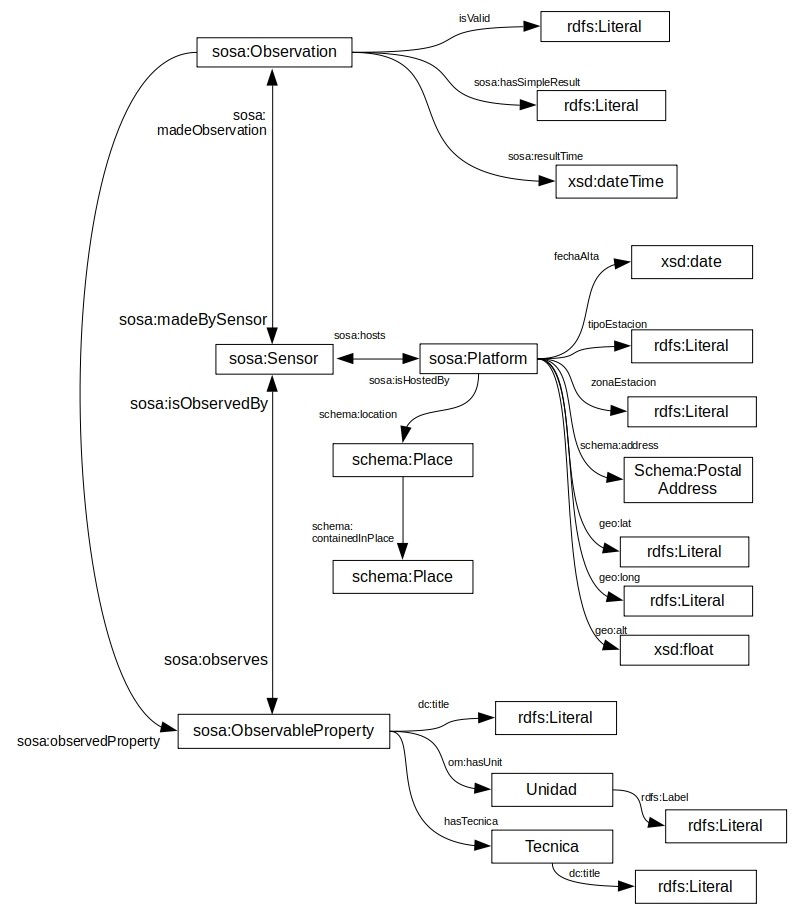 isValid
rdfs:Literal
sosa:Observation
sosa:hasSimpleResult
rdfs:Literal
sosa:
madeObservation
sosa:resultTime
xsd:dateTime
fechaAlta
xsd:date
sosa:madeBySensor
tipoEstacion
sosa:hosts
rdfs:Literal
sosa:Sensor
sosa:Platform
sosa:isHostedBy
zonaEstacion
sosa:isObservedBy
rdfs:Literal
schema:location
schema:address
schema:Place
Schema:Postal
Address
geo:lat
schema:
containedInPlace
rdfs:Literal
schema:Place
geo:long
rdfs:Literal
geo:alt
xsd:float
sosa:observes
dc:title
rdfs:Literal
sosa:ObservableProperty
sosa:observedProperty
om:hasUnit
Unidad
rdfs:Label
rdfs:Literal
hasTecnica
Tecnica
dc:title
rdfs:Literal